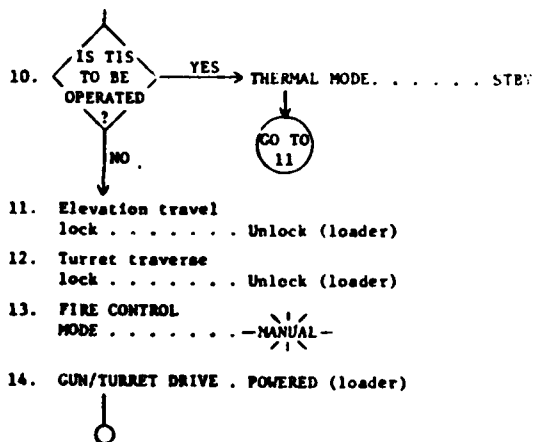 IS TIS
10. TO BE YES THERMAL MODE. . . . . . STBY
OPERATED
?
GO TO
11
NO
11. Elevation travel
lock . . . . . . . Unlock (loader)
12. Turret traverse
lock . . . . . . . Unlock (loader)
13. FIRE CONTROL
MODE . . . . . . . MANUAL
14. GUN/TURRET DRIVE . POWERED (loader)